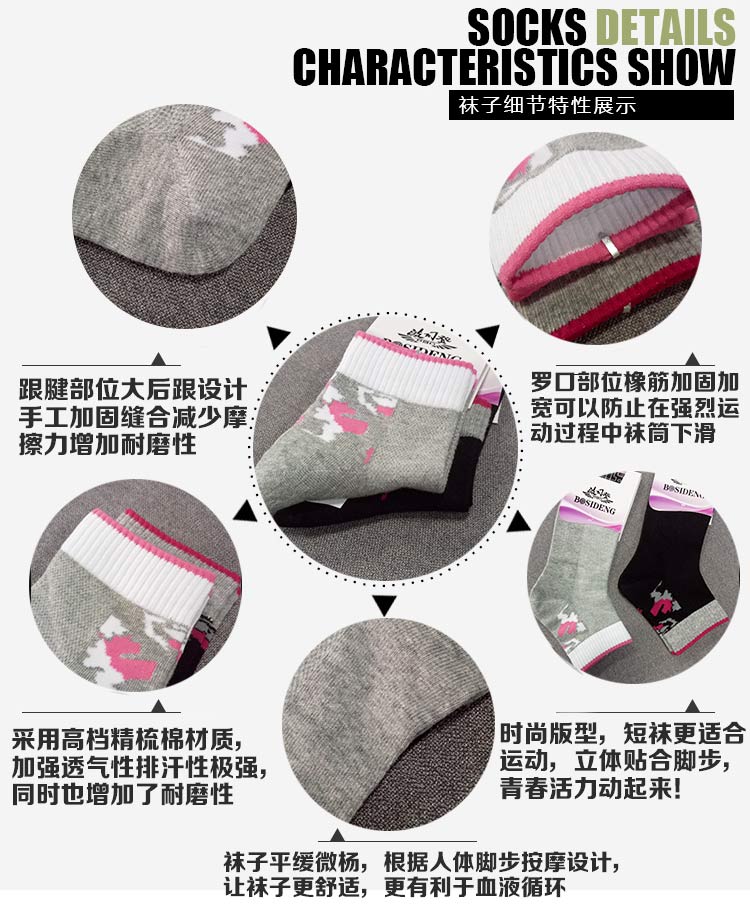 SOCKS DETAILS
CHARACTERISTICS SHOW
袜子细节特性展示
跟腱部位大后跟设计
手工加固缝合减少摩
擦力增加耐磨性
罗口部位橡筋加固加
宽可以防止在强烈运
动过程中袜筒下滑
BOSIDENG
BOSIDENG
BOSIDENG
采用高档精梳棉材质，
加强透气性排汗性极强，
同时也增加了耐磨性
时尚版型，短袜更适合
运动，立体贴合脚步，
青春活力动起来！
袜子平缓微杨，根据人体脚步按摩设计，
让袜子更舒适，更有利于血液循环